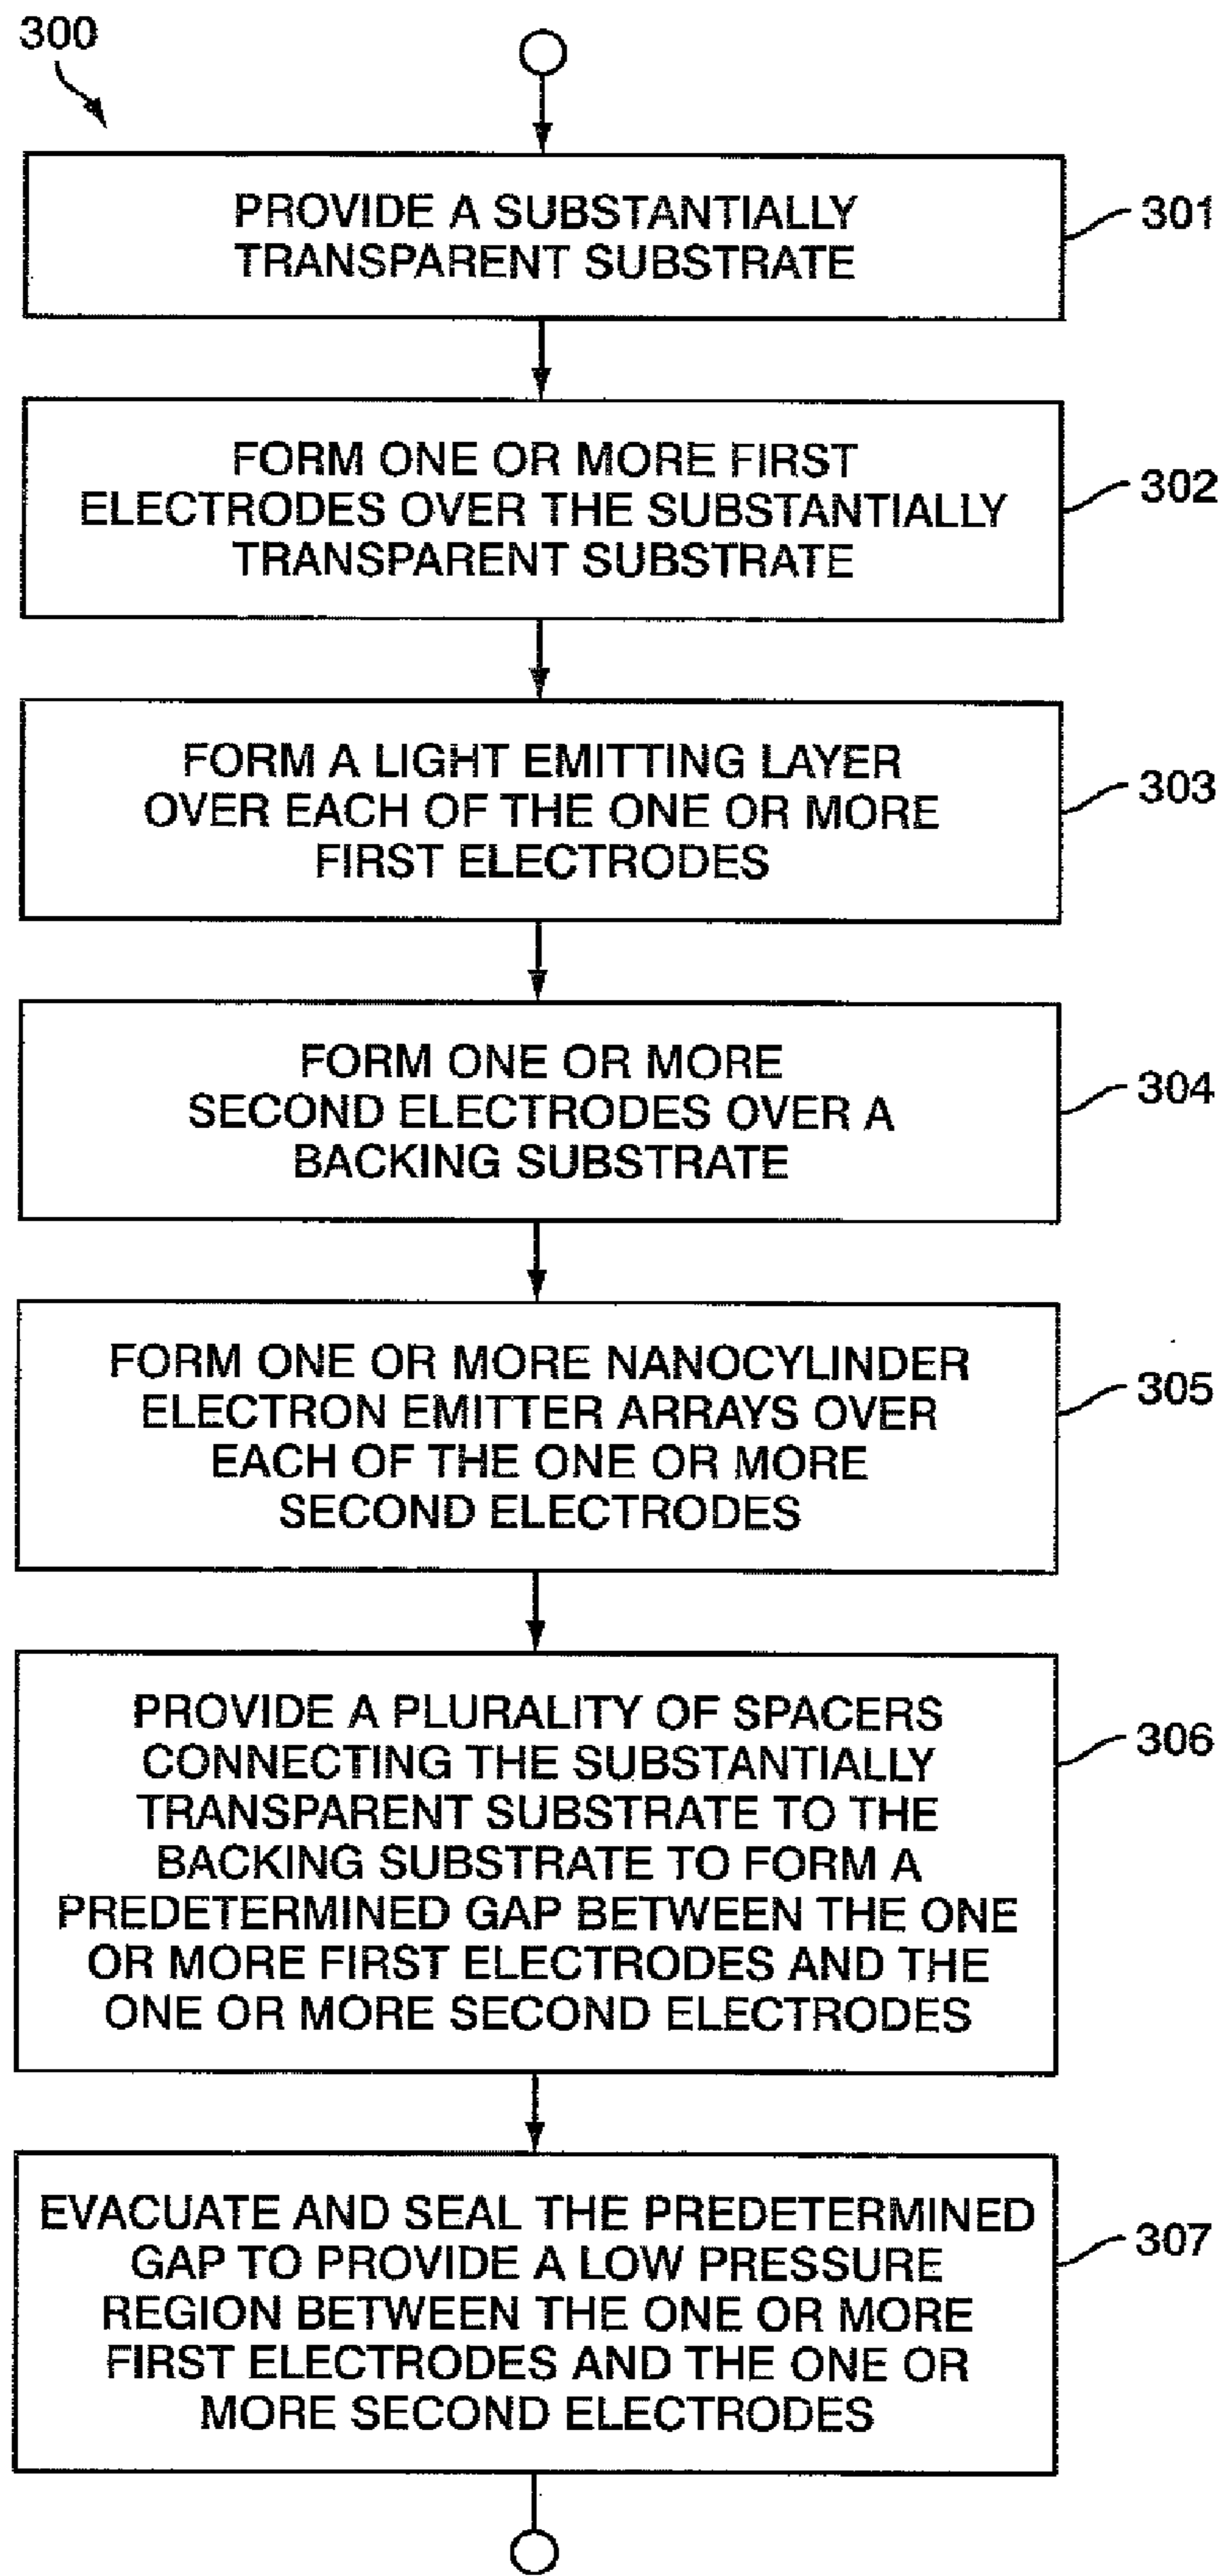 300
PROVIDE A SUBSTANTIALLY
TRANSPARENT SUBSTRATE
301
FORM ONE OR MORE FIRST
ELECTRODES OVER THE SUBSTANTIALLY
TRANSPARENT SUBSTRATE
302
FORM A LIGHT EMITTING LAYER
OVER EACH OF THE ONE OR MORE
FIRST ELECTRODES
303
FORM ONE OR MORE
SECOND ELECTRODES OVER A
BACKING SUBSTRATE
304
FORM ONE OR MORE NANOCYLINDER
ELECTRON EMITTER ARRAYS OVER
EACH OF THE ONE OR MORE
SECOND ELECTRODES
305
PROVIDE A PLURALITY OF SPACERS
CONNECTING THE SUBSTANTIALLY
TRANSPARENT SUBSTRATE TO THE
BACKING SUBSTRATE TO FORM A
PREDETERMINED GAP BETWEEN THE ONE
OR MORE FIRST ELECTRODES AND THE
ONE OR MORE SECOND ELECTRODES
306
EVACUATE AND SEAL THE PREDETERMINED
GAP TO PROVIDE A LOW PRESSURE
REGION BETWEEN THE ONE OR MORE
FIRST ELECTRODES AND THE ONE OR
MORE SECOND ELECTRODES
307